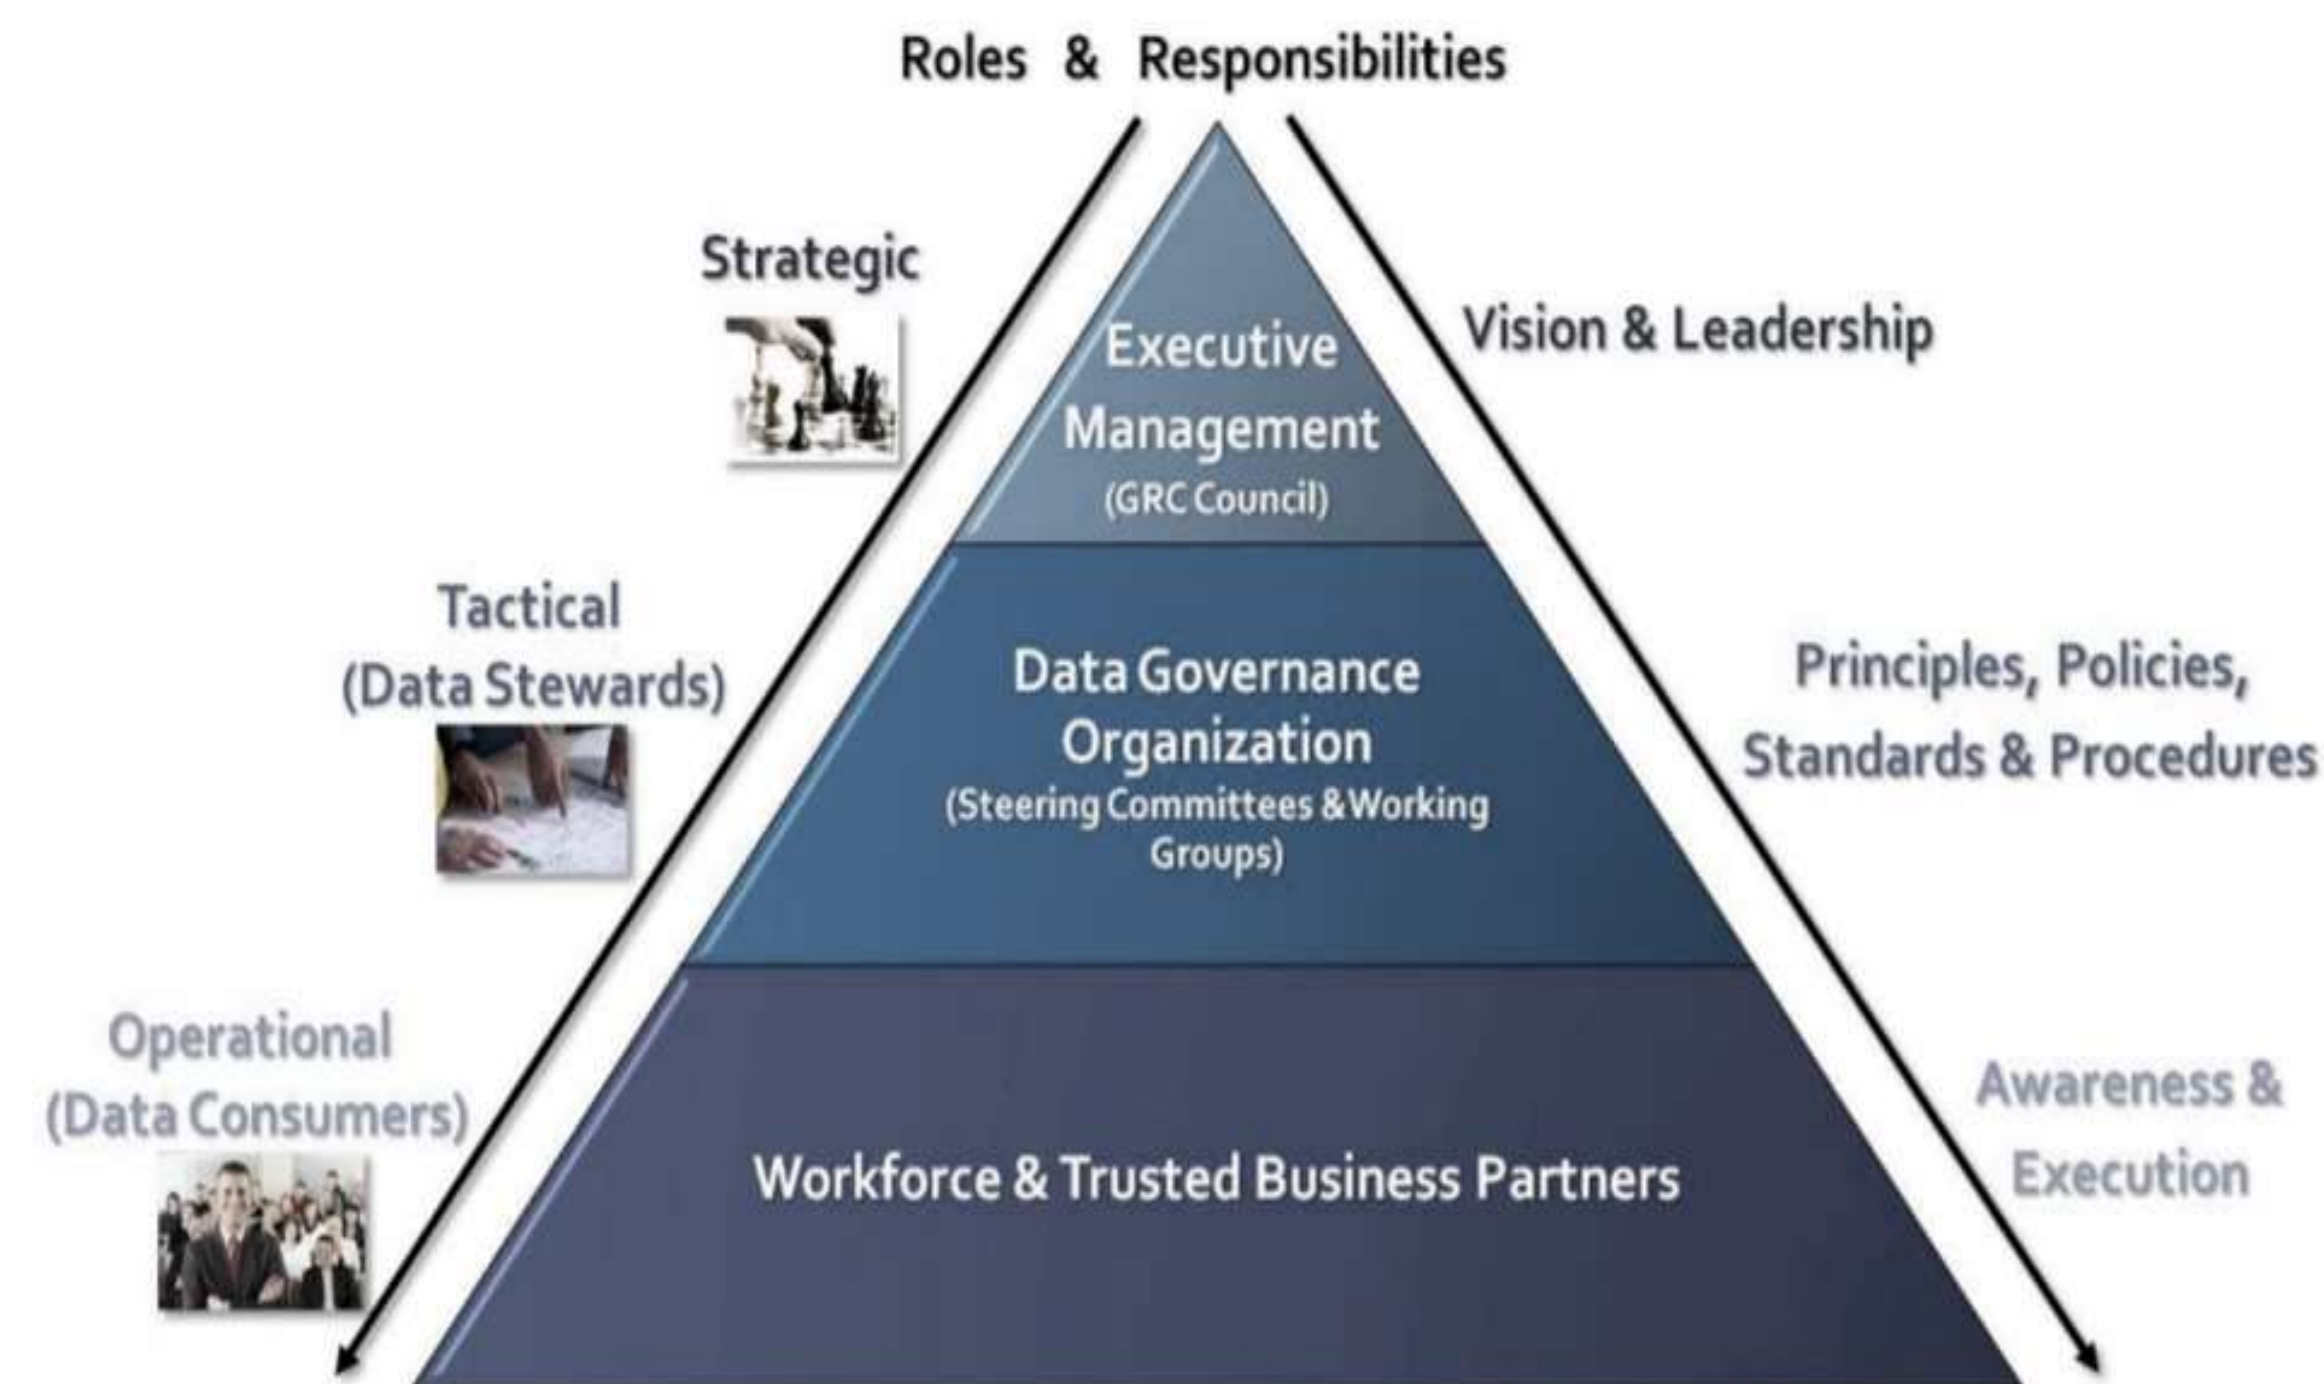 Roles & Responsibilities
Strategic
Vision & Leadership
Executive
Management
(GRC Council)
Tactical
(Data Stewards)
Data Governance
Organization
(Steering Committees & Working
Groups)
Principles, Policies,
Standards & Procedures
Operational
(Data Consumers)
Workforce & Trusted Business Partners
Awareness &
Execution